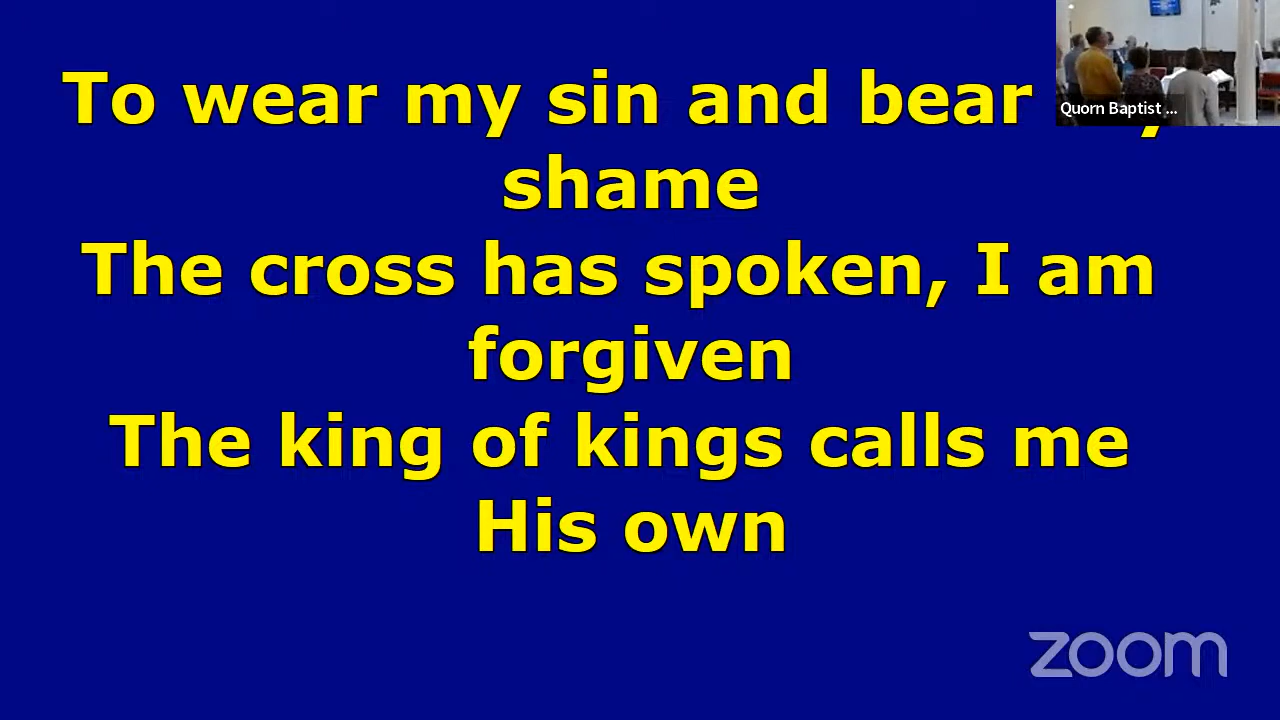 To wear my sin and bear
shame
The cross has spoken, I am
forgiven
The king of kings calls me
His own
Quorn Baptist ...
zoom